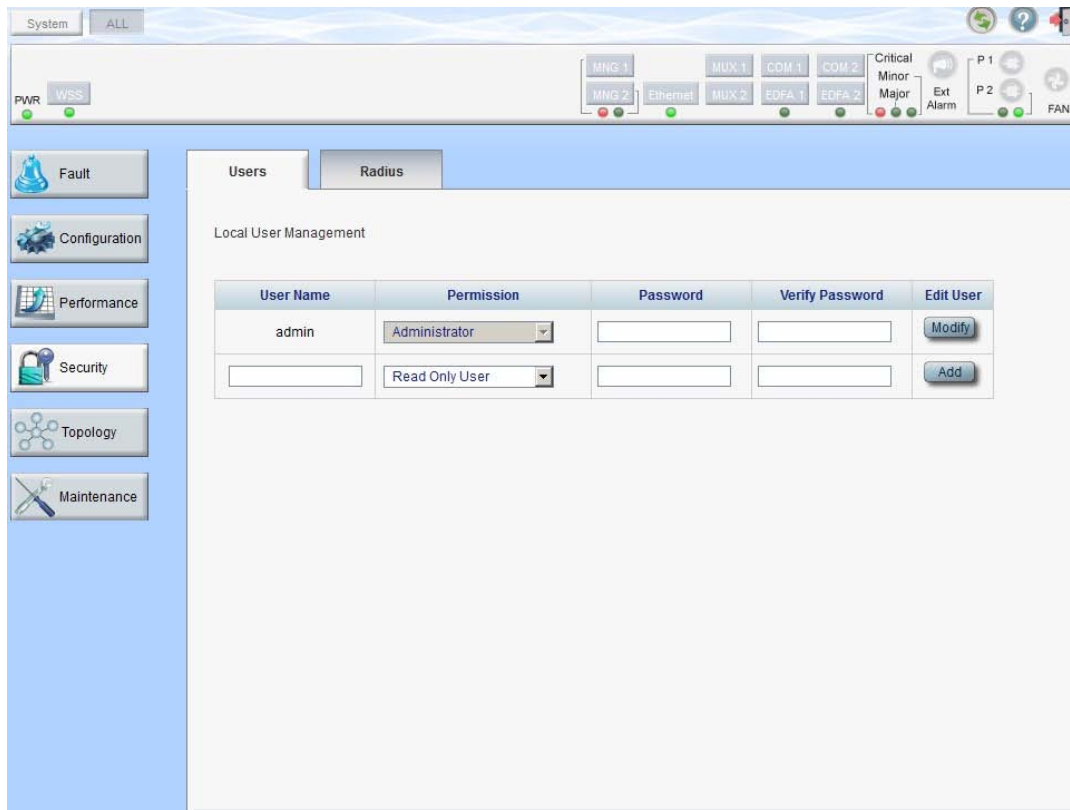 System ALL
Critical
MNG 1 MUX 1 COM 1 COM 2 Minor P 1
PWR WSS MNG 2 Ethernet MUX 2 EDFA 1 EDFA 2 Major Ext P 2
Alarm FAN
Fault
Users Radius
Configuration
Local User Management
Performance
User Name Permission Password Verify Password Edit User
admin Administrator Modify
Security
Read Only User Add
Topology
Maintenance